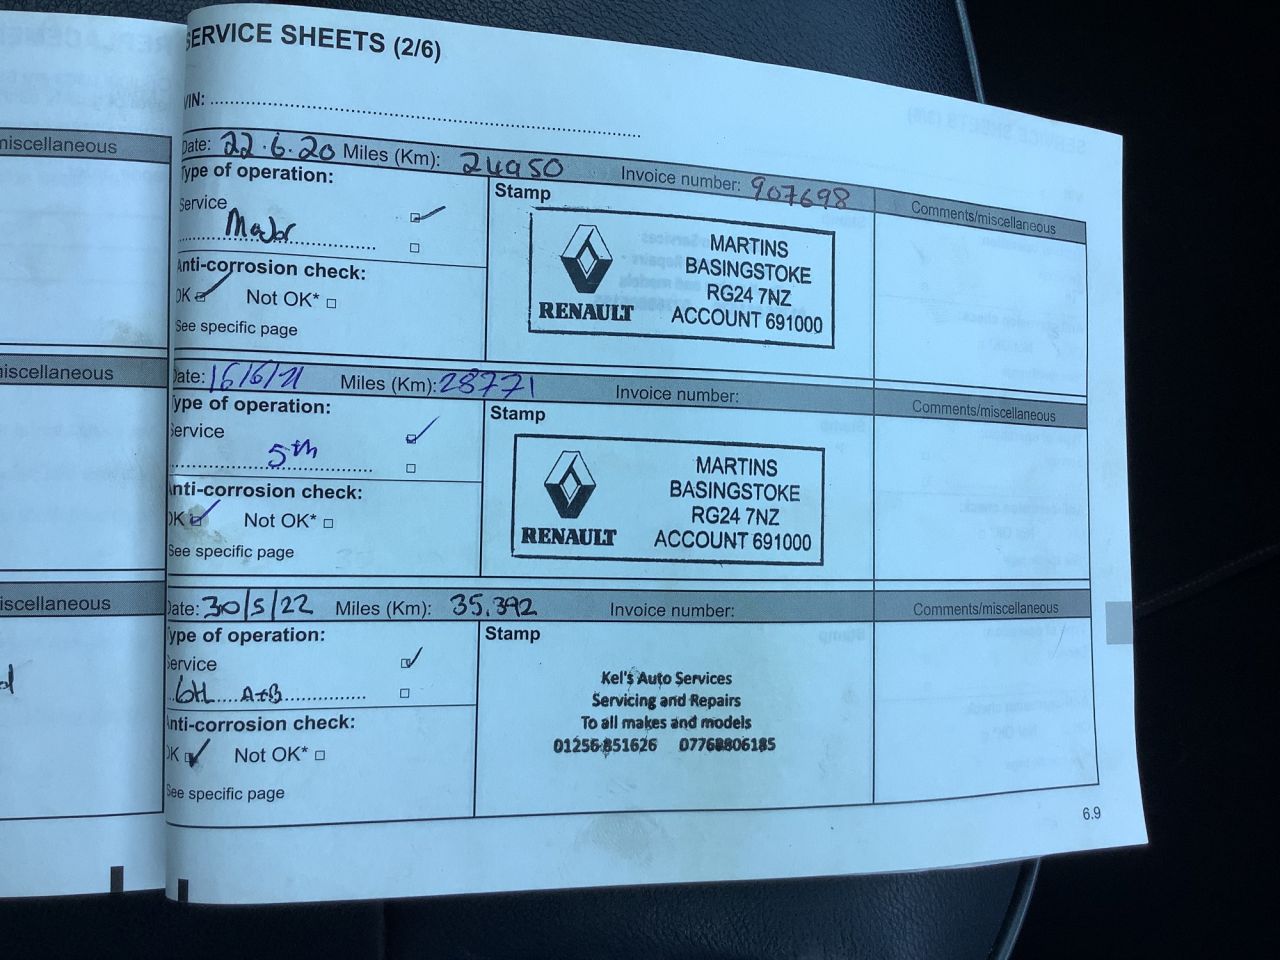 SERVICE SHEETS (2/6)
VIN:
Date: 22.6.20 Miles (Km): 24950 Invoice number: 907698
Comments/miscellaneous
Type of operation:
Service
Major
Anti-corrosion check:
OK Not OK*
See specific page
Stamp
RENAULT
MARTINS
BASINGSTOKE
RG24 7NZ
ACCOUNT 691000
Date: 16/6/21 Miles (Km): 28771 Invoice number:
Comments/miscellaneous
Type of operation:
Service
5th
Anti-corrosion check:
OK Not OK*
See specific page
Stamp
RENAULT
MARTINS
BASINGSTOKE
RG24 7NZ
ACCOUNT 691000
Date: 30/5/22 Miles (Km): 35.392 Invoice number:
Comments/miscellaneous
Type of operation:
Service
6th A+B
Anti-corrosion check:
OK Not OK*
See specific page
Stamp
Kel's Auto Services
Servicing and Repairs
To all makes and models
01256 851626 07768806185
6.9
miscellaneous
miscellaneous
miscellaneous